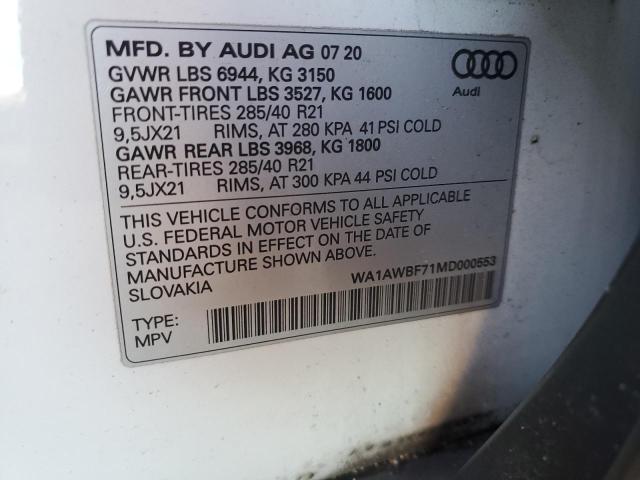 MFD. BY AUDI AG 07 20
GVWR LBS 6944, KG 3150
GAWR FRONT LBS 3527, KG 1600
FRONT-TIRES 285/40 R21
9,5JX21 RIMS, AT 280 KPA 41 PSI COLD
GAWR REAR LBS 3968, KG 1800
REAR-TIRES 285/40 R21
9,5JX21 RIMS, AT 300 KPA 44 PSI COLD
Audi
THIS VEHICLE CONFORMS TO ALL APPLICABLE
U.S. FEDERAL MOTOR VEHICLE SAFETY
STANDARDS IN EFFECT ON THE DATE OF
MANUFACTURE SHOWN ABOVE.
SLOVAKIA
WA1AWBF71MD000553
TYPE:
MPV